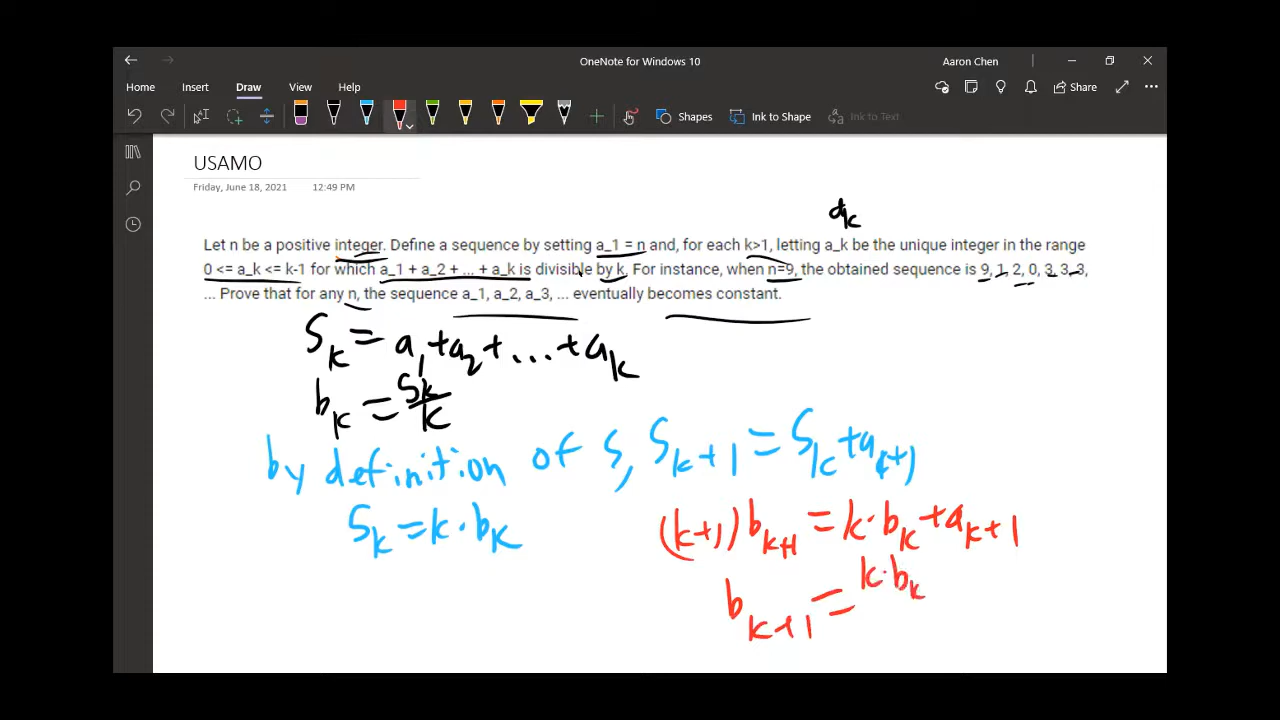 OneNote for Windows 10
Aaron Chen
Home Insert Draw View Help
Share
Shapes
Ink to Shape
Ink to Text
USAMO
Friday, June 18, 2021 12:49 PM
a_k
Let n be a positive integer. Define a sequence by setting a_1 = n and, for each k>1, letting a_k be the unique integer in the range
0 <= a_k <= k-1 for which a_1 + a_2 + ... + a_k is divisible by k. For instance, when n=9, the obtained sequence is 9, 1, 2, 0, 3, 3, 3,
... Prove that for any n, the sequence a_1, a_2, a_3, ... eventually becomes constant.
S_k = a_1 + a_2 + ... + a_k
b_k = S_k/k
by definition of S, S_{k+1} = S_k + a_{k+1}
S_k = k · b_k
(k+1) b_{k+1} = k · b_k + a_{k+1}
b_{k+1} = k · b_k